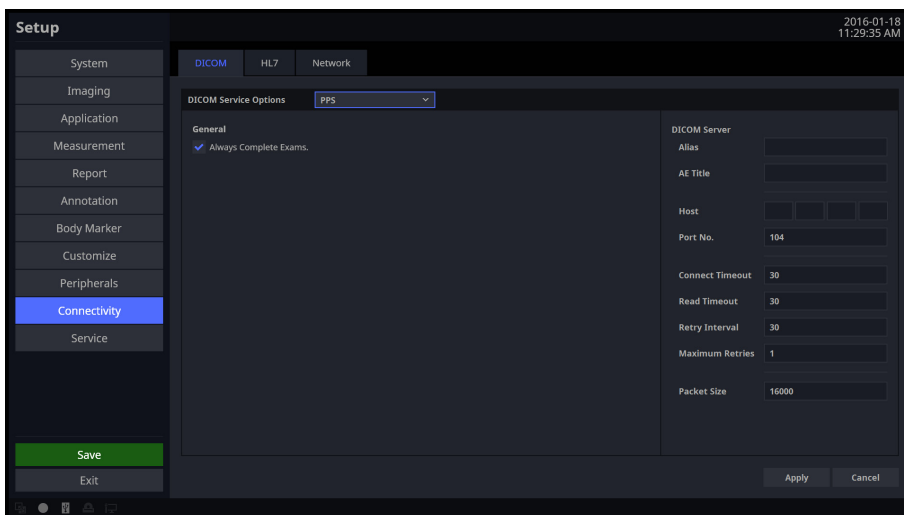 Setup
2016-01-18
11:29:35 AM
System
Imaging
Application
Measurement
Report
Annotation
Body Marker
Customize
Peripherals
Connectivity
Service
Save
Exit
DICOM HL7 Network
DICOM Service Options PPS
General
Always Complete Exams.
DICOM Server
Alias
AE Title
Host
Port No. 104
Connect Timeout 30
Read Timeout 30
Retry Interval 30
Maximum Retries 1
Packet Size 16000
Apply Cancel